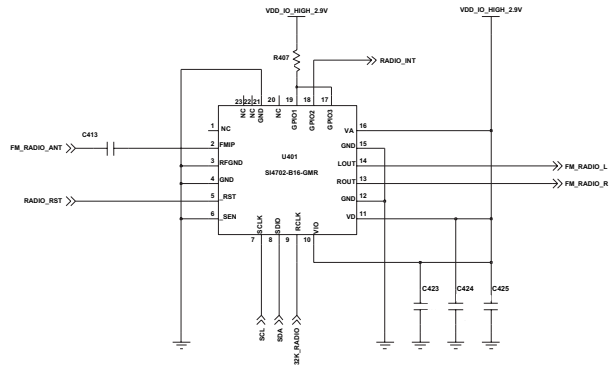 VDD_IO_HIGH_2.9V
VDD_IO_HIGH_2.9V
R407
RADIO_INT
23 22 21 20 19 18 17
NC
NC
GND
NC
GPIO1
GPIO2
GPIO3
1 NC
VA 16
C413
GND 15
FM_RADIO_ANT
2 FMIP
U401
LOUT 14
FM_RADIO_L
3 RFGND
SI4702-B16-GMR
ROUT 13
FM_RADIO_R
4 GND
GND 12
RADIO_RST
5 _RST
VD 11
6 _SEN
SCLK
SDIO
RCLK
VIO
7 8 9 10
C423
C424
C425
SCL
SDA
32K_RADIO